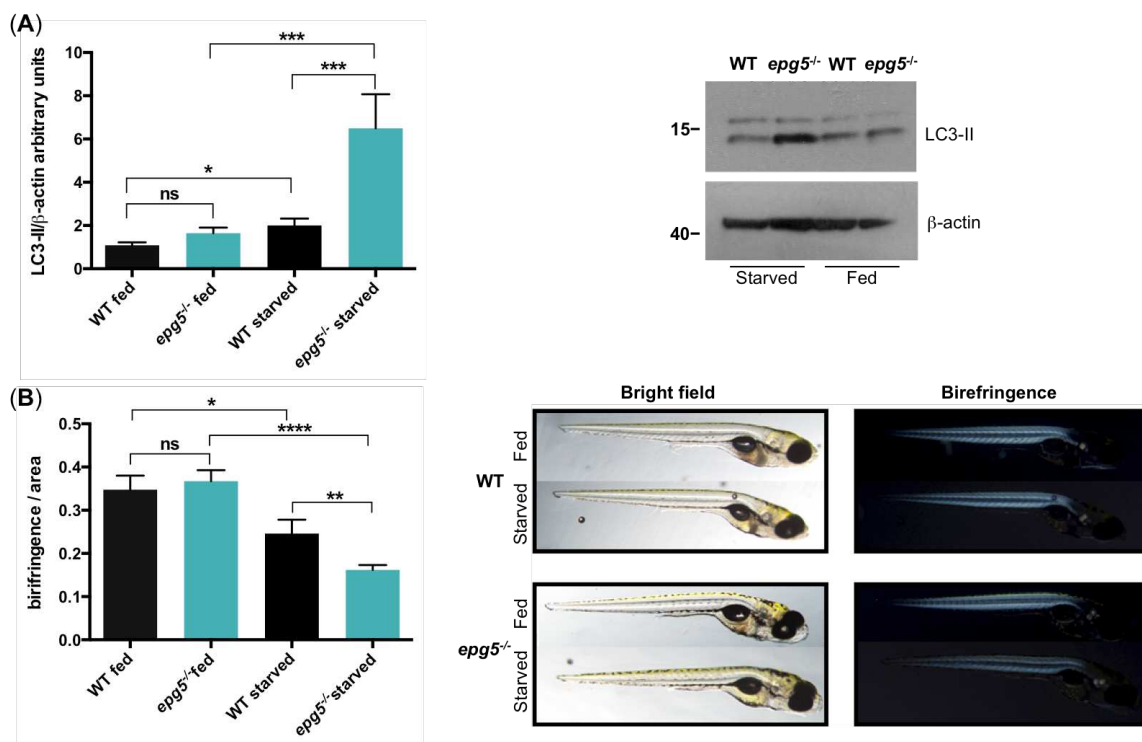 (A)
LC3-II/β-actin arbitrary units
10
8
6
4
2
0
***
***
*
ns
WT fed
epg5-/- fed
WT starved
epg5-/- starved
WT epg5-/- WT epg5-/-
15
LC3-II
40
β-actin
Starved Fed
(B)
birifringence / area
0.5
0.4
0.3
0.2
0.1
0.0
*
****
ns
**
WT fed
epg5-/-fed
WT starved
epg5-/-starved
Bright field Birefringence
WT
Fed
Starved
epg5-/-
Fed
Starved